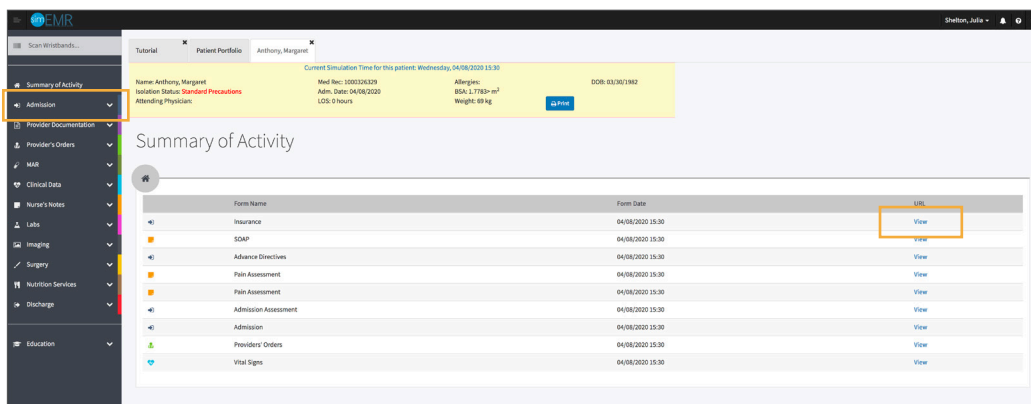 simEMR
Shelton, Julia
Scan Wristbands...
Tutorial
Patient Portfolio
Anthony, Margaret
Current Simulation Time for this patient: Wednesday, 04/08/2020 15:30
Name: Anthony, Margaret Med Rec: 1000326329 Allergies: DOB: 03/30/1982
Isolation Status: Standard Precautions Adm. Date: 04/08/2020 BSA: 1.7783> m²
Attending Physician: LOS: 0 hours Weight: 69 kg Print
Summary of Activity
Admission
Provider Documentation
Provider's Orders
MAR
Clinical Data
Nurse's Notes
Labs
Imaging
Surgery
Nutrition Services
Discharge
Education
Summary of Activity
Form Name Form Date URL
Insurance 04/08/2020 15:30 View
SOAP 04/08/2020 15:30 View
Advance Directives 04/08/2020 15:30 View
Pain Assessment 04/08/2020 15:30 View
Pain Assessment 04/08/2020 15:30 View
Admission Assessment 04/08/2020 15:30 View
Admission 04/08/2020 15:30 View
Providers' Orders 04/08/2020 15:30 View
Vital Signs 04/08/2020 15:30 View